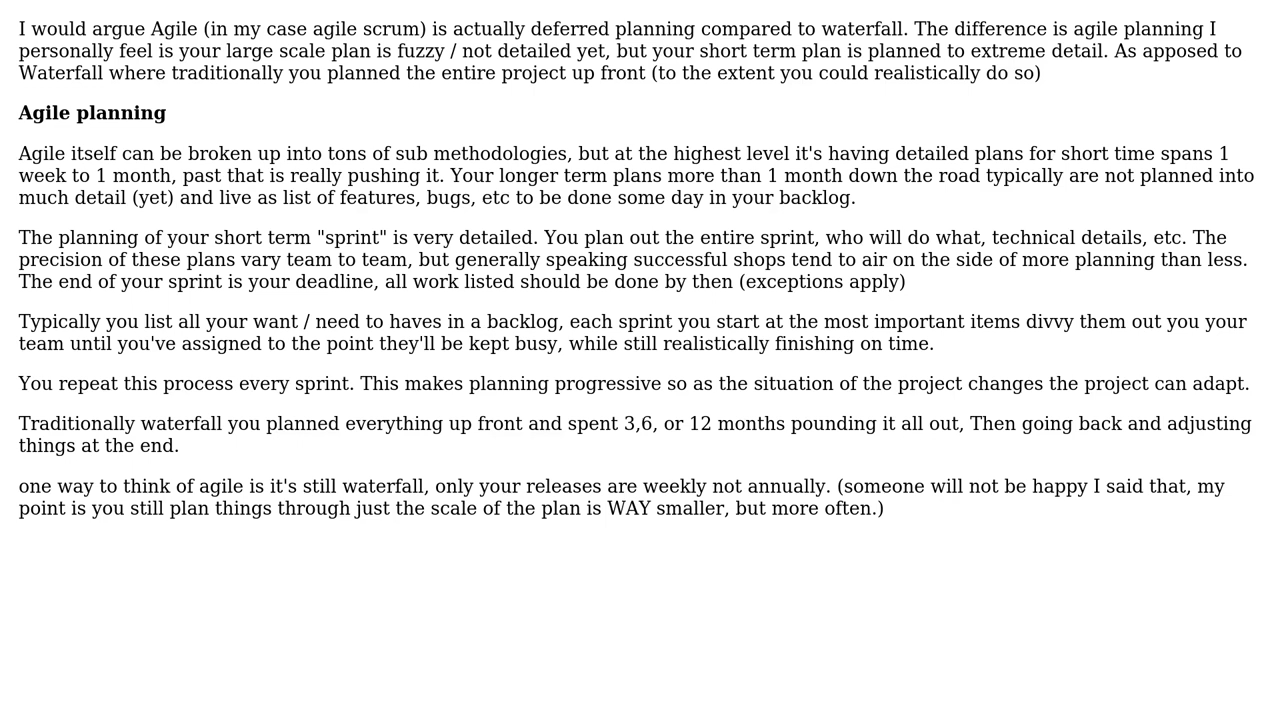 I would argue Agile (in my case agile scrum) is actually deferred planning compared to waterfall. The difference is agile planning I
personally feel is your large scale plan is fuzzy / not detailed yet, but your short term plan is planned to extreme detail. As apposed to
Waterfall where traditionally you planned the entire project up front (to the extent you could realistically do so)
Agile planning
Agile itself can be broken up into tons of sub methodologies, but at the highest level it's having detailed plans for short time spans 1
week to 1 month, past that is really pushing it. Your longer term plans more than 1 month down the road typically are not planned into
much detail (yet) and live as list of features, bugs, etc to be done some day in your backlog.
The planning of your short term "sprint" is very detailed. You plan out the entire sprint, who will do what, technical details, etc. The
precision of these plans vary team to team, but generally speaking successful shops tend to air on the side of more planning than less.
The end of your sprint is your deadline, all work listed should be done by then (exceptions apply)
Typically you list all your want / need to haves in a backlog, each sprint you start at the most important items divvy them out you your
team until you've assigned to the point they'll be kept busy, while still realistically finishing on time.
You repeat this process every sprint. This makes planning progressive so as the situation of the project changes the project can adapt.
Traditionally waterfall you planned everything up front and spent 3,6, or 12 months pounding it all out, Then going back and adjusting
things at the end.
one way to think of agile is it's still waterfall, only your releases are weekly not annually. (someone will not be happy I said that, my
point is you still plan things through just the scale of the plan is WAY smaller, but more often.)